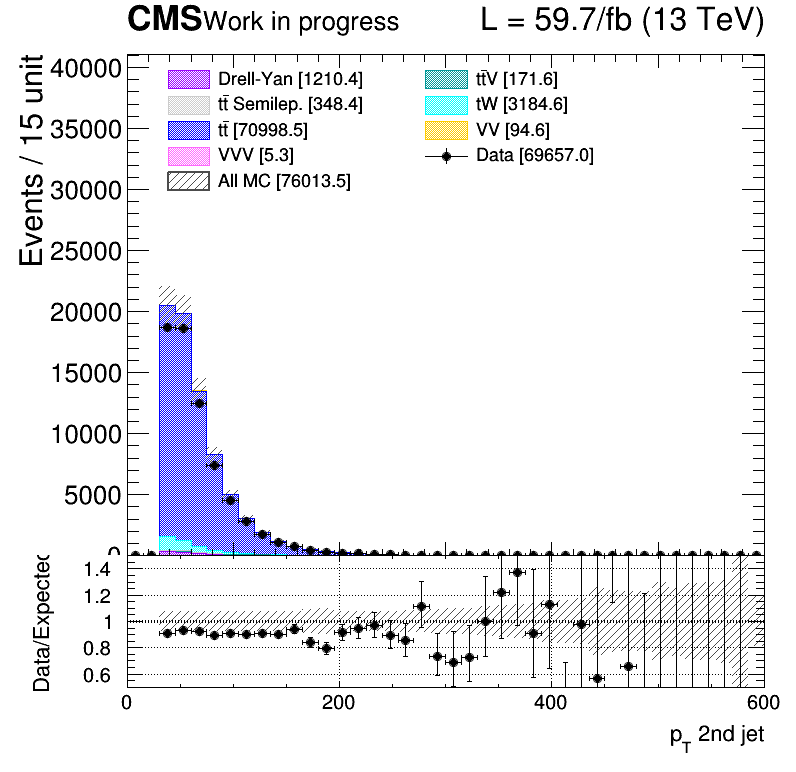 CMS Work in progress L = 59.7/fb (13 TeV)
Events / 15 unit
40000
35000
30000
25000
20000
15000
10000
5000
0
Drell-Yan [1210.4]
tt̄ Semilep. [348.4]
tt̄ [70998.5]
VVV [5.3]
All MC [76013.5]
tt̄V [171.6]
tW [3184.6]
VV [94.6]
Data [69657.0]
Data/Expected
1.4
1.2
1
0.8
0.6
0 200 400 600
p_T 2nd jet